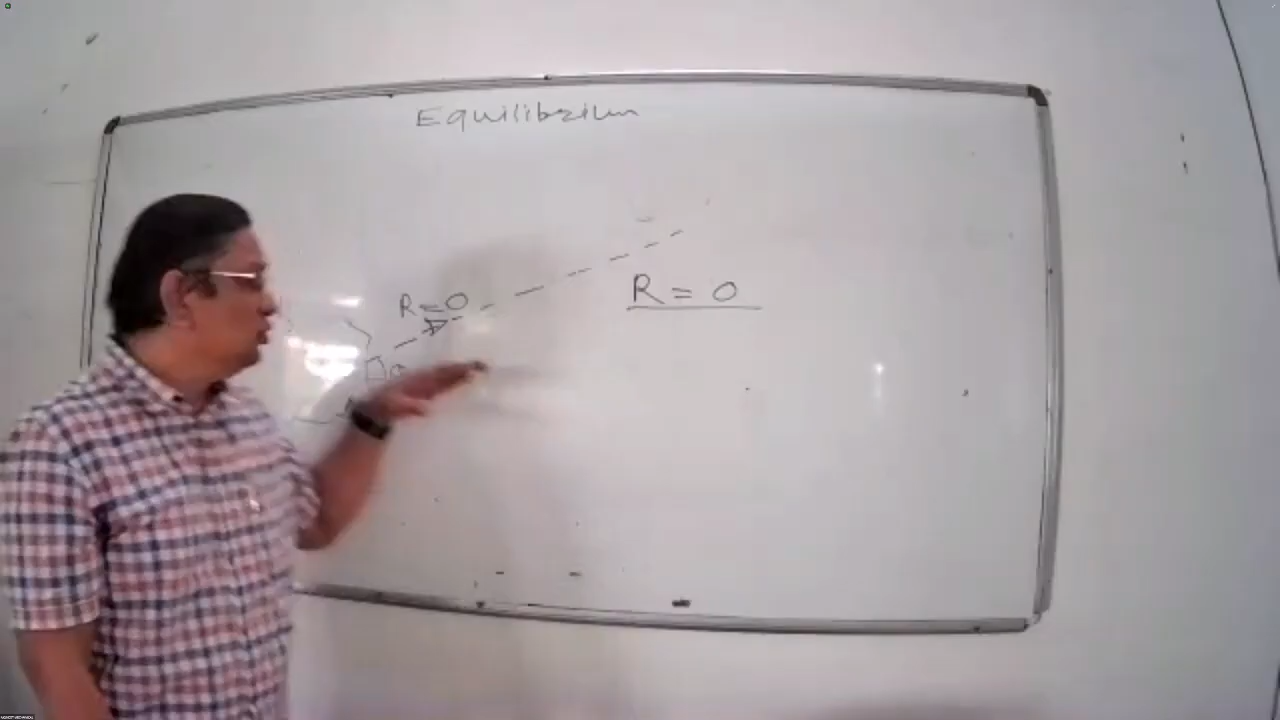 Equilibrium
R = 0
R = 0